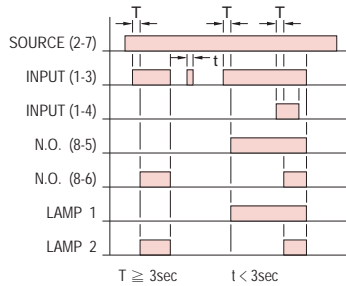 T T T
SOURCE (2-7)
INPUT (1-3)
t
INPUT (1-4)
N.O. (8-5)
N.O. (8-6)
LAMP 1
LAMP 2
T ≧ 3sec t < 3sec